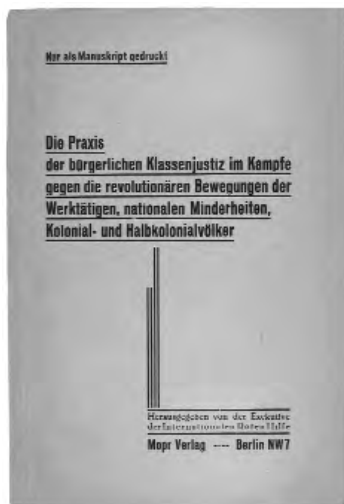 Nur als Manuskript gedruckt
Die Praxis
der bürgerlichen Klassenjustiz im Kampfe
gegen die revolutionären Bewegungen der
Werktätigen, nationalen Minderheiten,
Kolonial- und Halbkolonialvölker
Herausgegeben von der Exekutive
der Internationalen Roten Hilfe
Mopr Verlag --- Berlin NW7